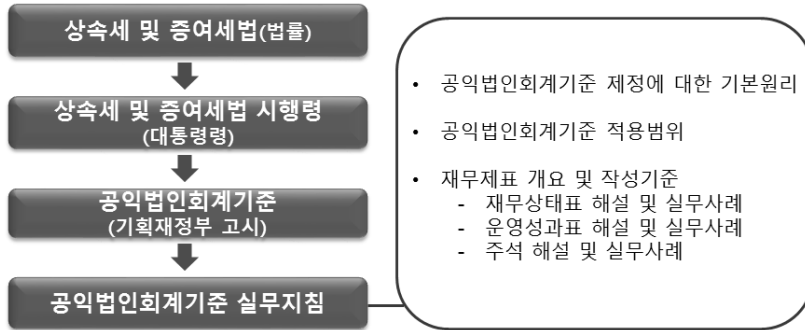 상속세 및 증여세법(법률)
상속세 및 증여세법 시행령
(대통령령)
공익법인회계기준
(기획재정부 고시)
공익법인회계기준 실무지침
• 공익법인회계기준 제정에 대한 기본원리
• 공익법인회계기준 적용범위
• 재무제표 개요 및 작성기준
- 재무상태표 해설 및 실무사례
- 운영성과표 해설 및 실무사례
- 주석 해설 및 실무사례